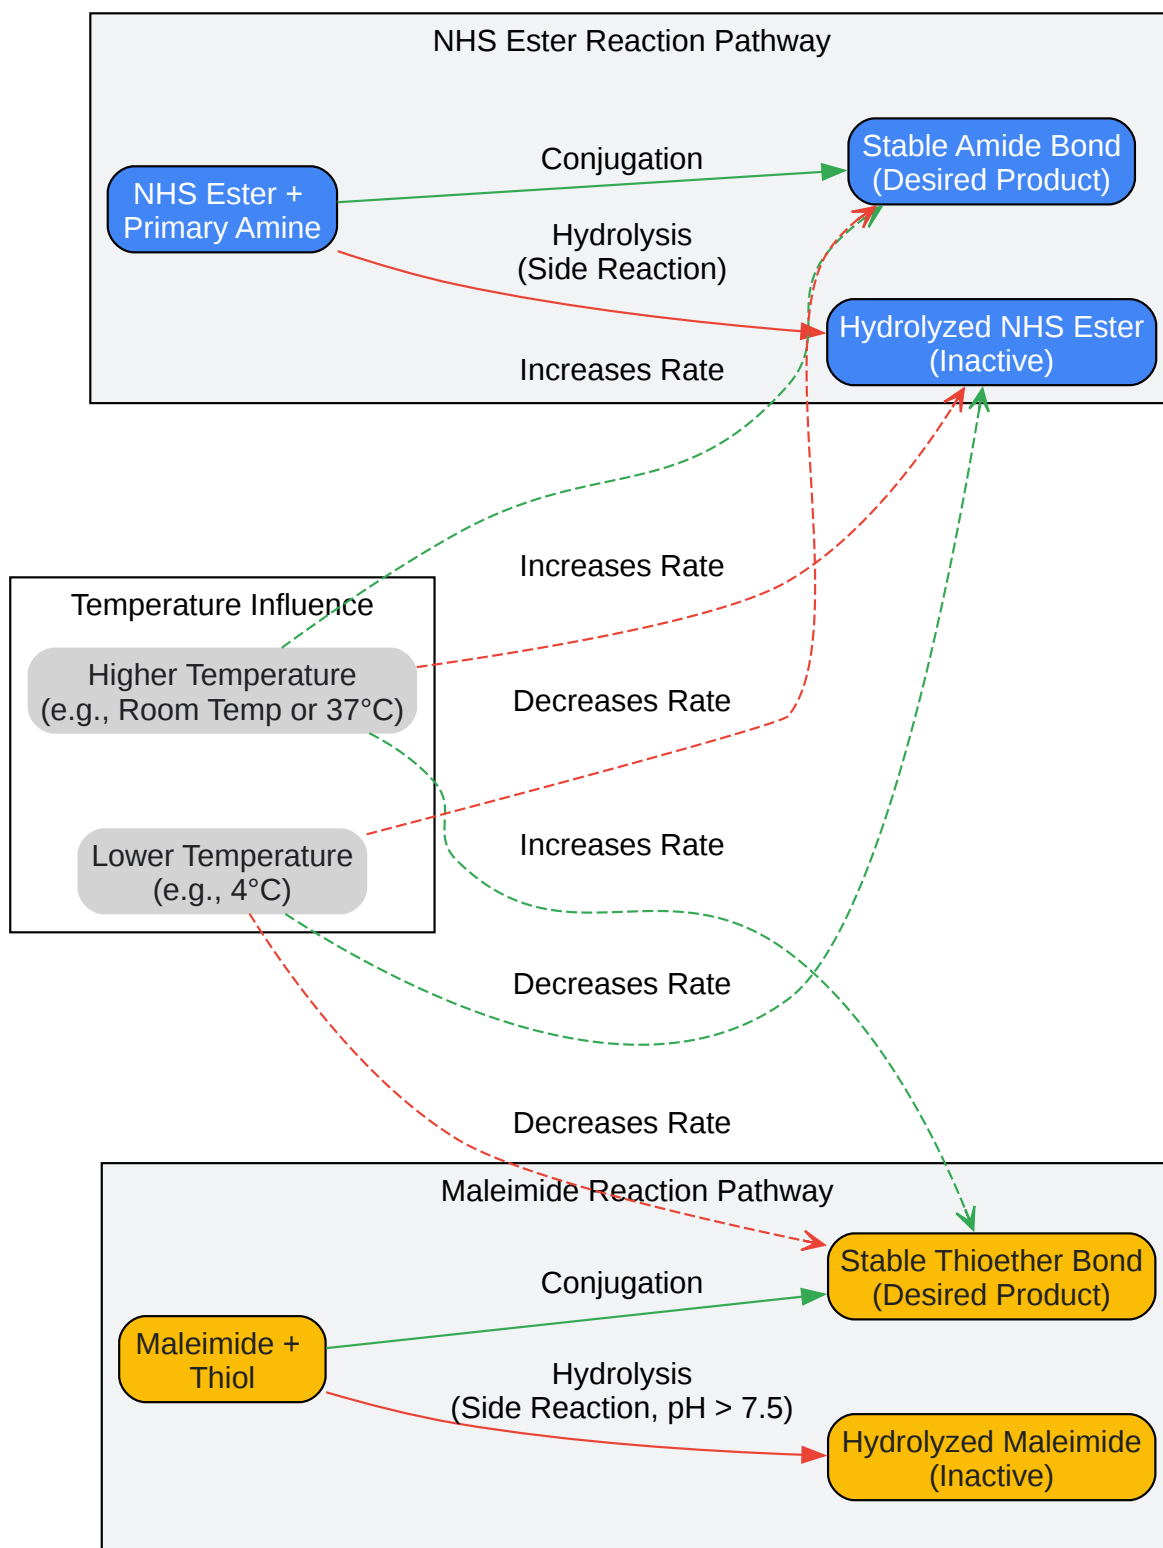 NHS Ester Reaction Pathway
NHS Ester +
Primary Amine
Conjugation
Stable Amide Bond
(Desired Product)
Hydrolysis
(Side Reaction)
Hydrolyzed NHS Ester
(Inactive)
Increases Rate
Increases Rate
Temperature Influence
Higher Temperature
(e.g., Room Temp or 37°C)
Decreases Rate
Increases Rate
Lower Temperature
(e.g., 4°C)
Decreases Rate
Decreases Rate
Maleimide Reaction Pathway
Stable Thioether Bond
(Desired Product)
Conjugation
Maleimide +
Thiol
Hydrolysis
(Side Reaction, pH > 7.5)
Hydrolyzed Maleimide
(Inactive)